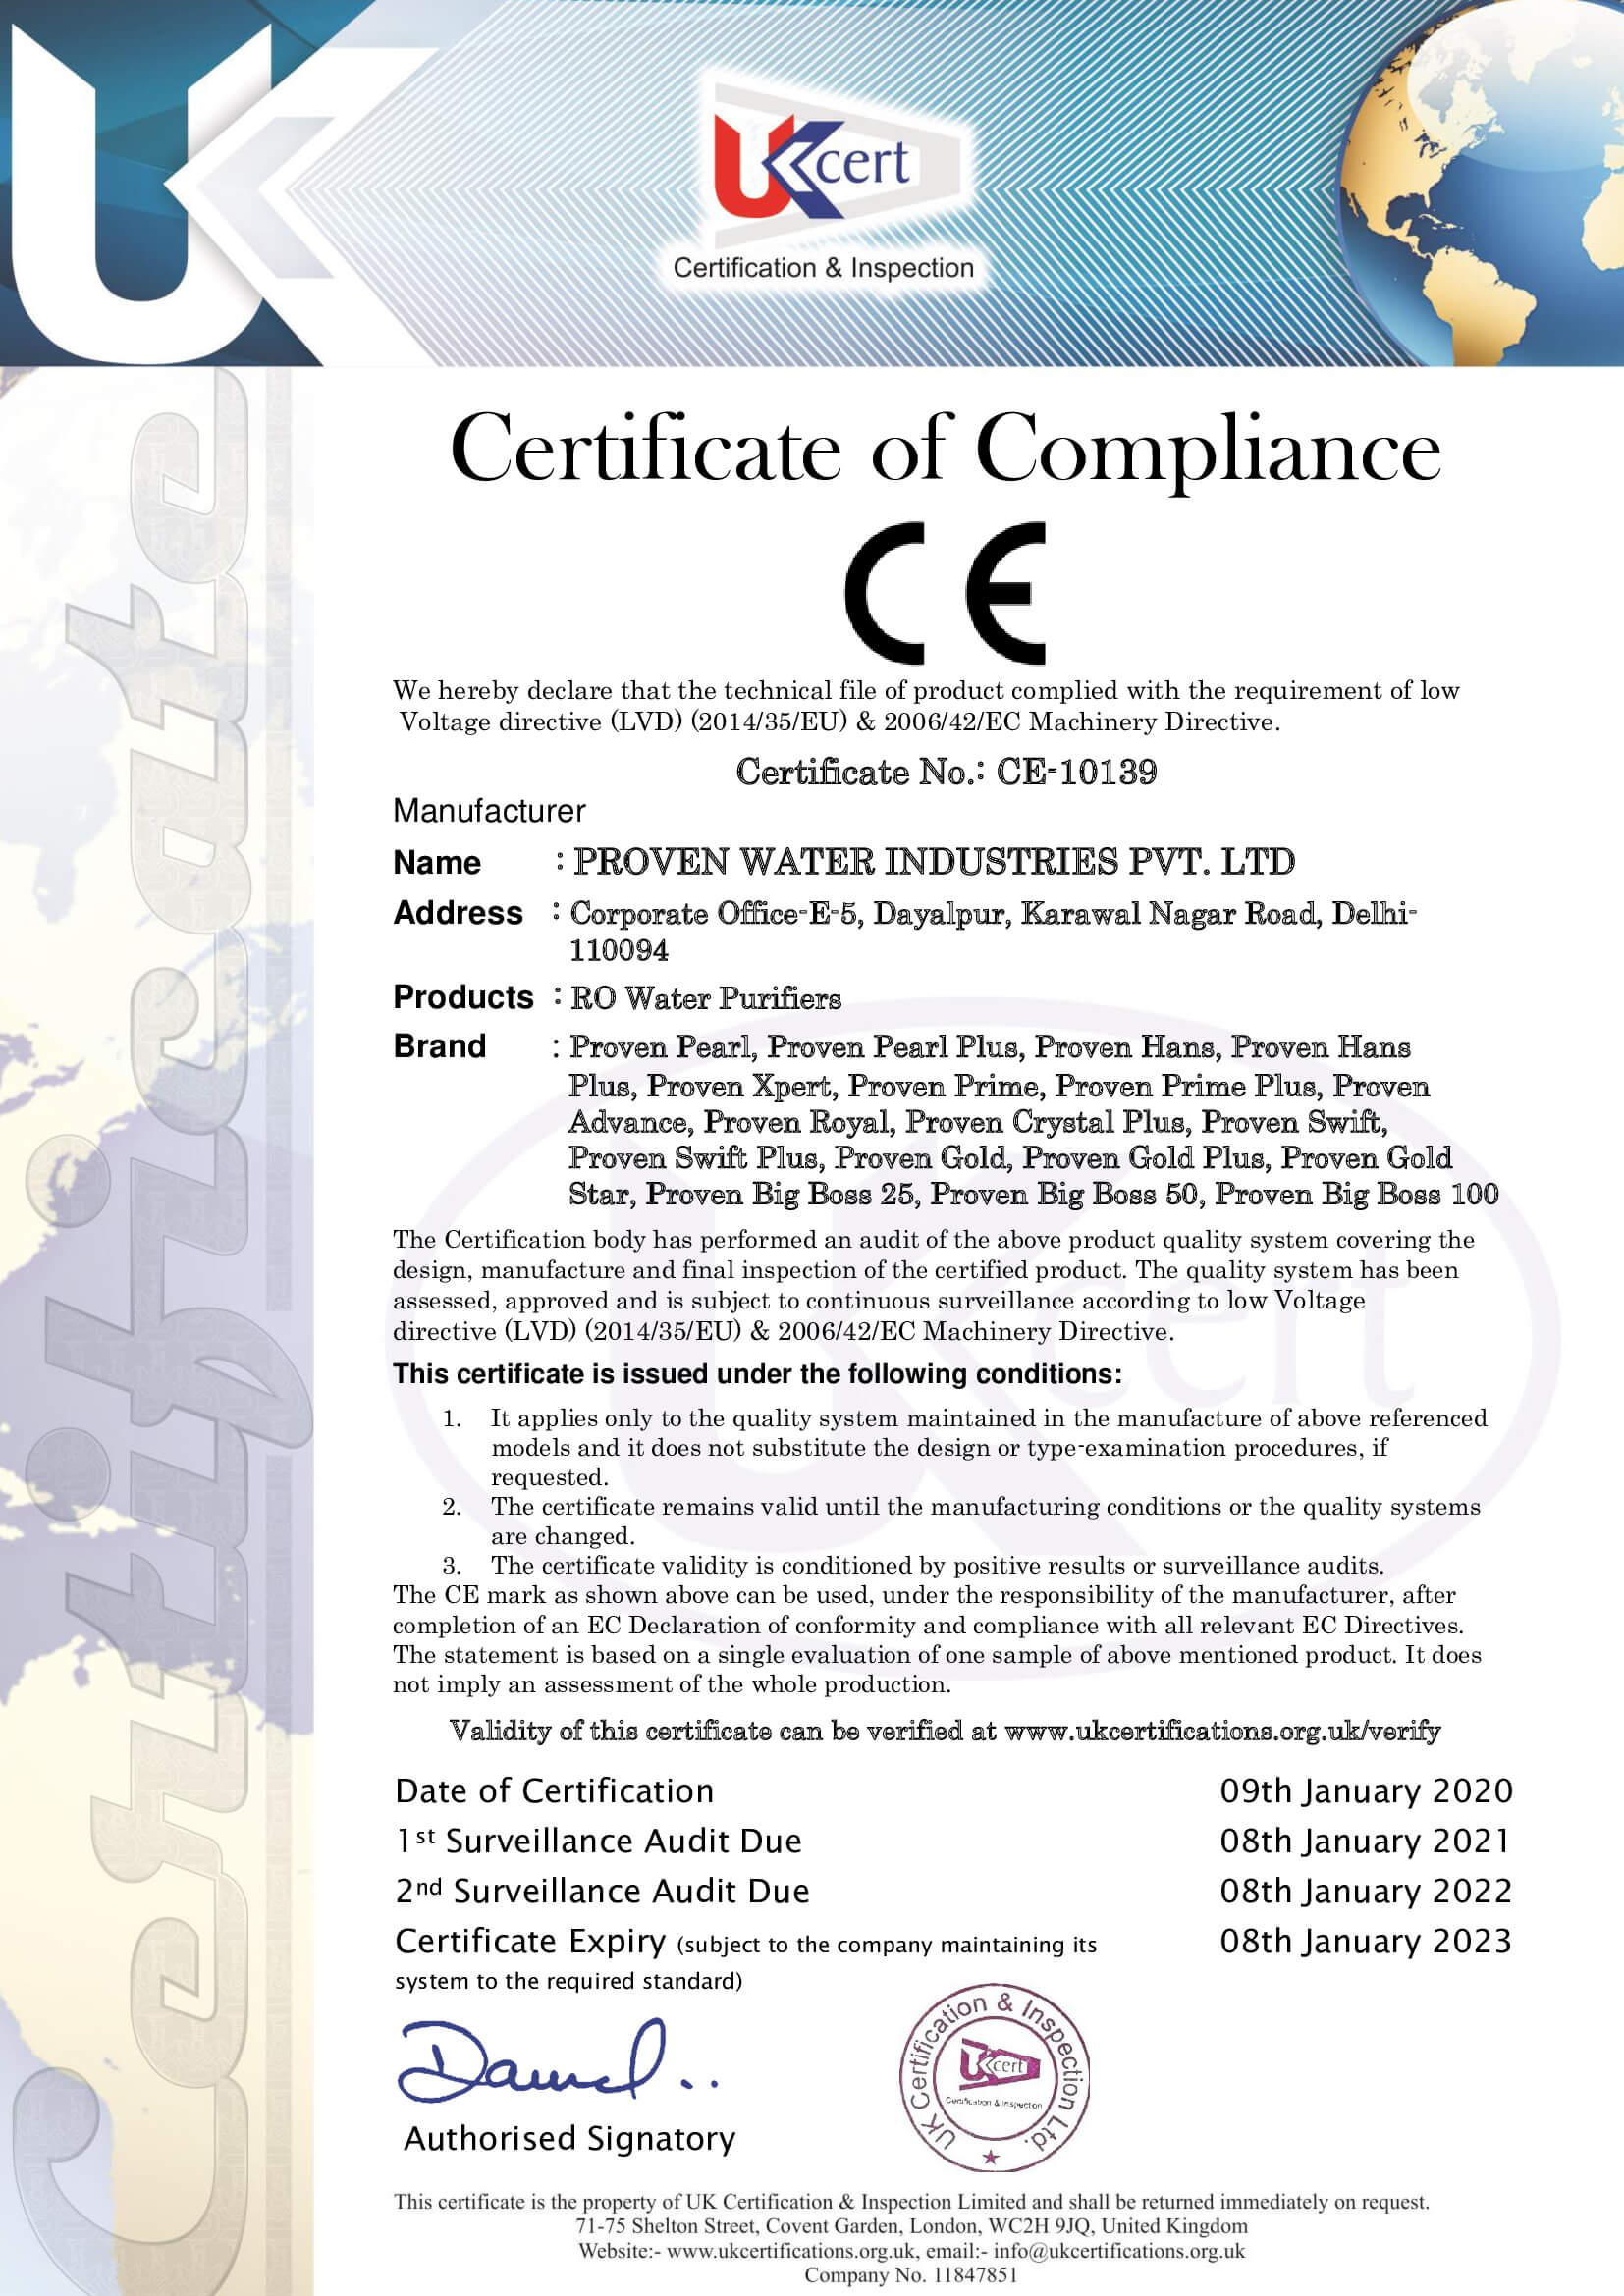 UK
UKcert
Certification & Inspection
Certificate
Certificate of Compliance
CE
We hereby declare that the technical file of product complied with the requirement of low
Voltage directive (LVD) (2014/35/EU) & 2006/42/EC Machinery Directive.
Certificate No.: CE-10139
Manufacturer
Name : PROVEN WATER INDUSTRIES PVT. LTD
Address : Corporate Office-E-5, Dayalpur, Karawal Nagar Road, Delhi-
110094
Products : RO Water Purifiers
Brand : Proven Pearl, Proven Pearl Plus, Proven Hans, Proven Hans
Plus, Proven Xpert, Proven Prime, Proven Prime Plus, Proven
Advance, Proven Royal, Proven Crystal Plus, Proven Swift,
Proven Swift Plus, Proven Gold, Proven Gold Plus, Proven Gold
Star, Proven Big Boss 25, Proven Big Boss 50, Proven Big Boss 100
The Certification body has performed an audit of the above product quality system covering the
design, manufacture and final inspection of the certified product. The quality system has been
assessed, approved and is subject to continuous surveillance according to low Voltage
directive (LVD) (2014/35/EU) & 2006/42/EC Machinery Directive.
This certificate is issued under the following conditions:
1. It applies only to the quality system maintained in the manufacture of above referenced
models and it does not substitute the design or type-examination procedures, if
requested.
2. The certificate remains valid until the manufacturing conditions or the quality systems
are changed.
3. The certificate validity is conditioned by positive results or surveillance audits.
The CE mark as shown above can be used, under the responsibility of the manufacturer, after
completion of an EC Declaration of conformity and compliance with all relevant EC Directives.
The statement is based on a single evaluation of one sample of above mentioned product. It does
not imply an assessment of the whole production.
Validity of this certificate can be verified at www.ukcertifications.org.uk/verify
Date of Certification 09th January 2020
1st Surveillance Audit Due 08th January 2021
2nd Surveillance Audit Due 08th January 2022
Certificate Expiry (subject to the company maintaining its 08th January 2023
system to the required standard)
UK Certification & Inspection Ltd.
UKcert
Certification & Inspection
Authorised Signatory
This certificate is the property of UK Certification & Inspection Limited and shall be returned immediately on request.
71-75 Shelton Street, Covent Garden, London, WC2H 9JQ, United Kingdom
Website:- www.ukcertifications.org.uk, email:- info@ukcertifications.org.uk
Company No. 11847851